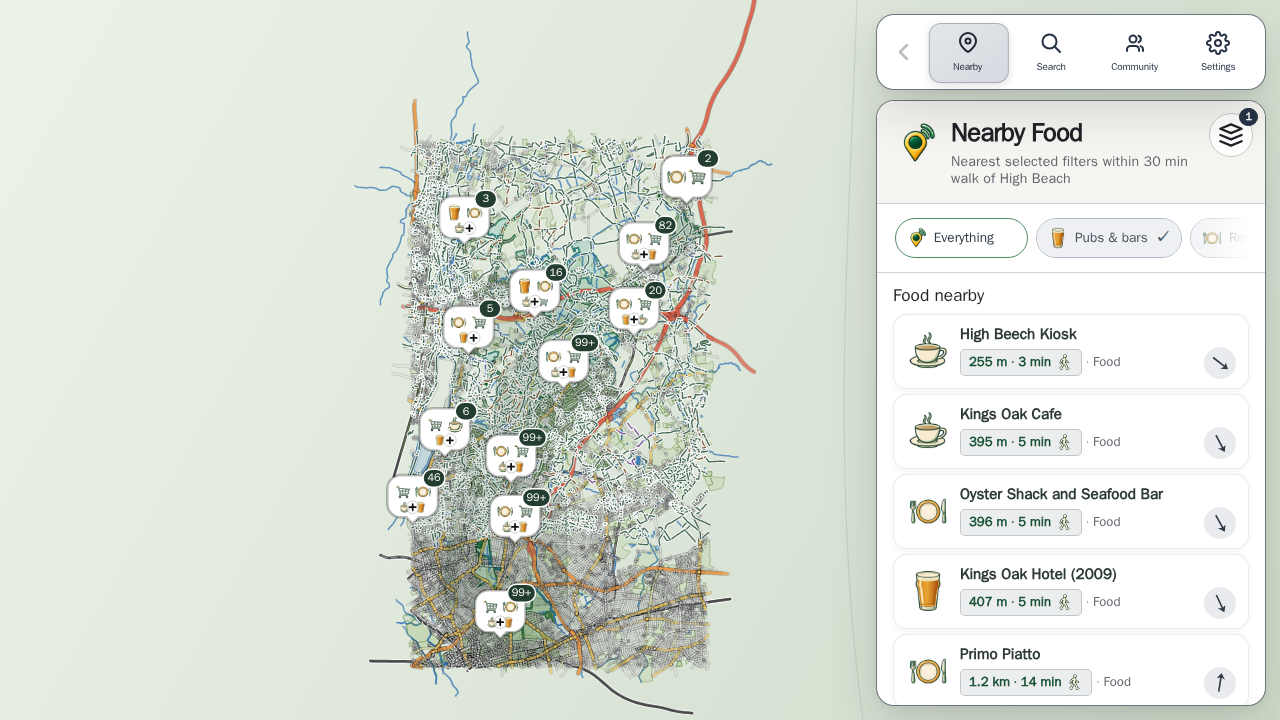 Nearby
Search
Community
Settings
Nearby Food
1
Nearest selected filters within 30 min
walk of High Beach
Everything
Pubs & bars ✓
Re
Food nearby
High Beech Kiosk
255 m · 3 min · Food
Kings Oak Cafe
395 m · 5 min · Food
Oyster Shack and Seafood Bar
396 m · 5 min · Food
Kings Oak Hotel (2009)
407 m · 5 min · Food
Primo Piatto
1.2 km · 14 min · Food
2
3
82
16
20
5
99+
6
99+
46
99+
99+